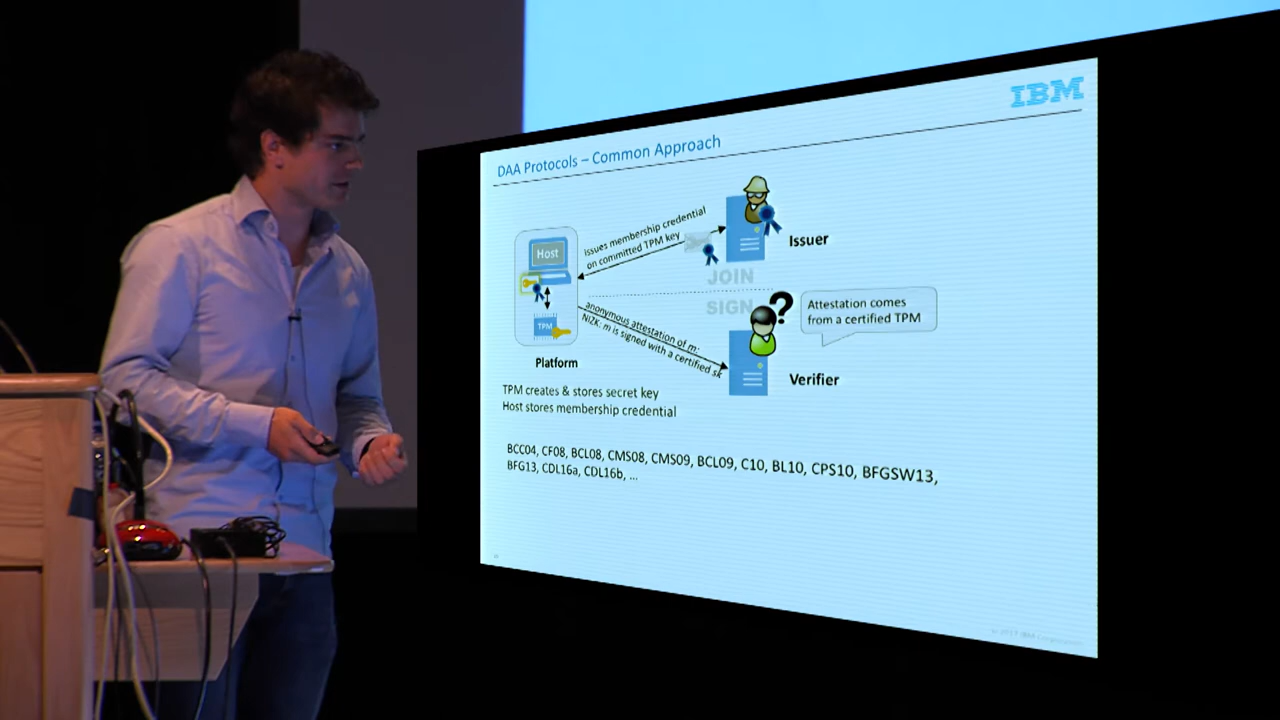 IBM
DAA Protocols – Common Approach
Issues membership credential
on committed TPM key
Issuer
Host
JOIN
SIGN
TPM
anonymous attestation of m:
NIZK: m is signed with a certified sk
Attestation comes
from a certified TPM
Platform
Verifier
TPM creates & stores secret key
Host stores membership credential
BCC04, CF08, BCL08, CMS08, CMS09, BCL09, C10, BL10, CPS10, BFGSW13,
BFG13, CDL16a, CDL16b, ...